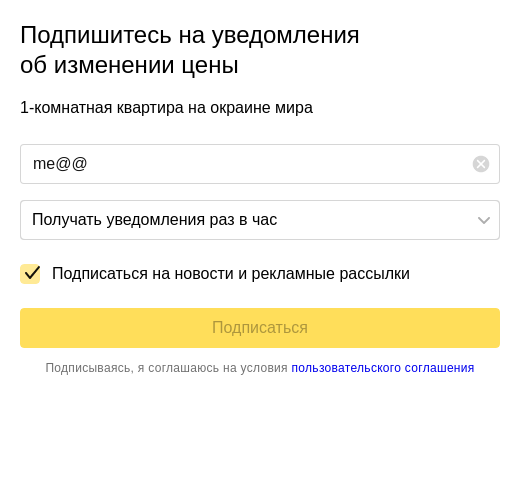 Подпишитесь на уведомления
об изменении цены
1-комнатная квартира на окраине мира
me@@
Получать уведомления раз в час
Подписаться на новости и рекламные рассылки
Подписаться
Подписываясь, я соглашаюсь на условия пользовательского соглашения